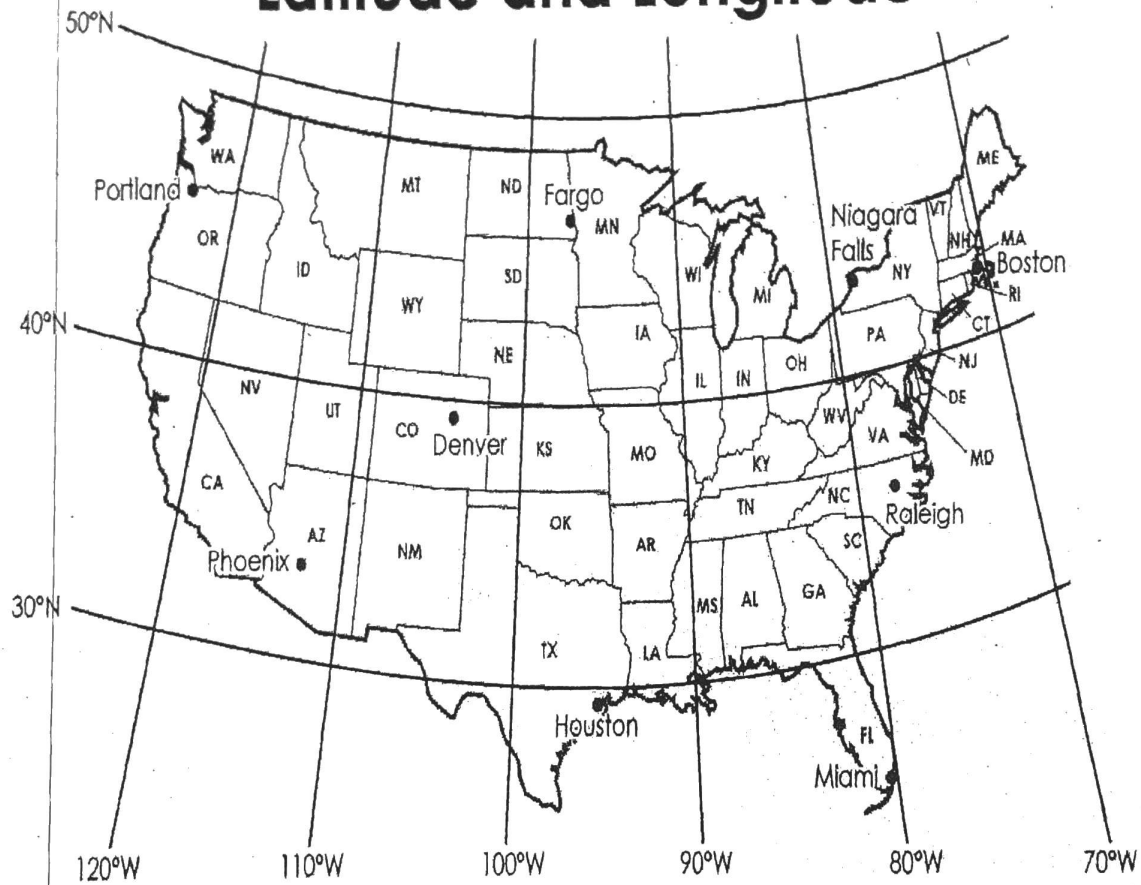 Latitude and Longitude
50°N
WA
MT
ND
ME
Portland
Fargo
MN
Niagara
Falls
VT
OR
NH
MA
ID
SD
WI
NY
Boston
WY
MI
RI
40°N
IA
PA
CT
NE
OH
NJ
NV
UT
IL
IN
DE
CO
Denver
KS
MO
WV
VA
MD
CA
KY
NC
TN
Raleigh
AZ
NM
OK
AR
SC
Phoenix
30°N
MS
AL
GA
TX
LA
Houston
FL
Miami
120°W
110°W
100°W
90°W
80°W
70°W